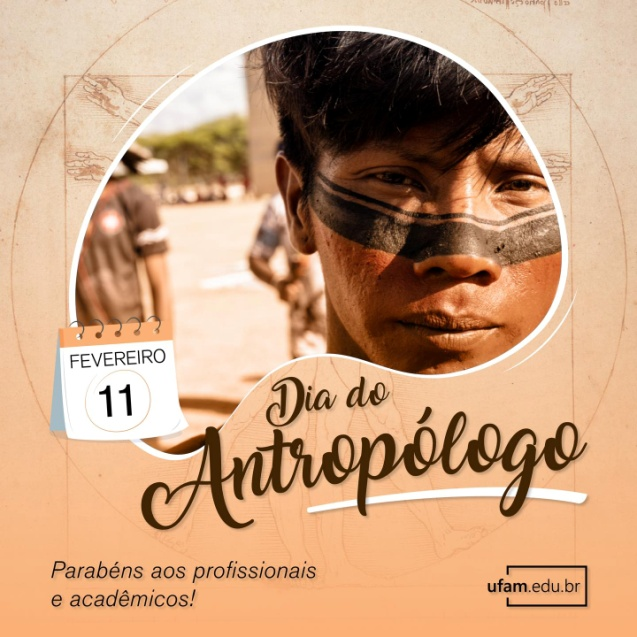 FEVEREIRO
11
Dia do
Antropólogo
Parabéns aos profissionais
e acadêmicos!
ufam.edu.br